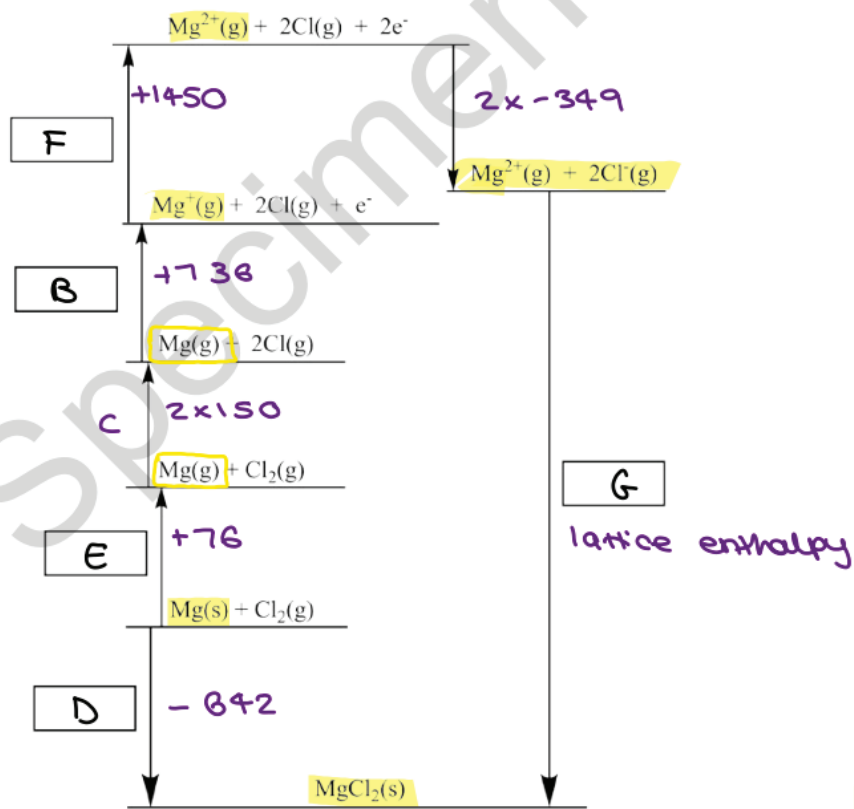 Specimen
Mg²⁺(g) + 2Cl(g) + 2e⁻
+1450
2x -349
F
Mg²⁺(g) + 2Cl⁻(g)
Mg⁺(g) + 2Cl(g) + e⁻
B
+736
Mg(g) + 2Cl(g)
C
2x150
Mg(g) + Cl₂(g)
G
E
+76
lattice enthalpy
Mg(s) + Cl₂(g)
D
- 642
MgCl₂(s)